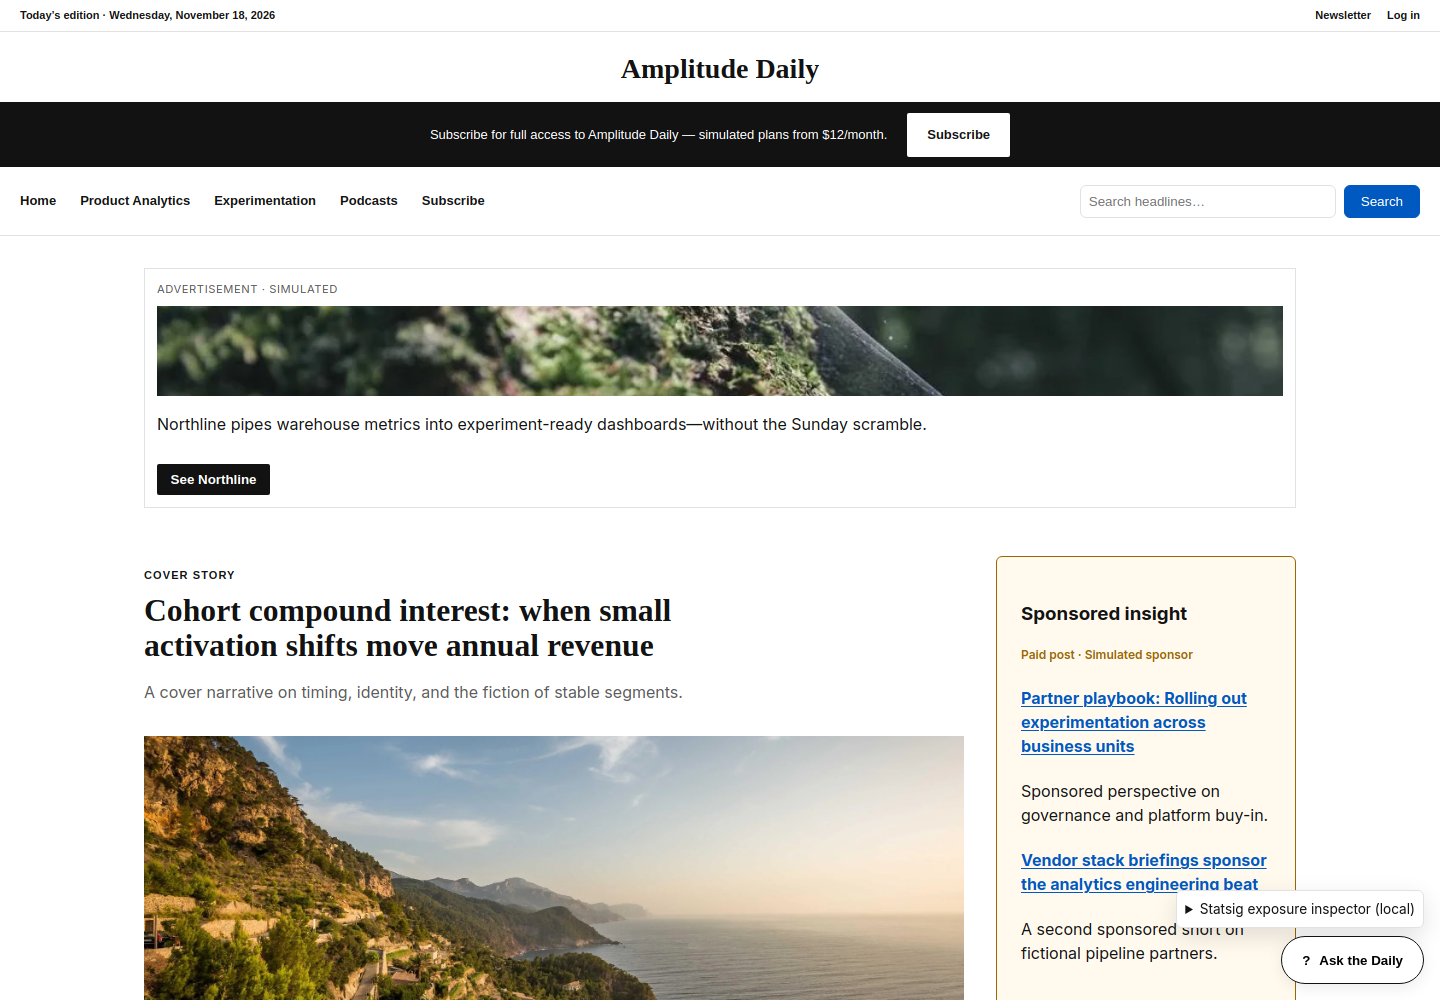 Today's edition · Wednesday, November 18, 2026
Newsletter
Log in
Amplitude Daily
Subscribe for full access to Amplitude Daily — simulated plans from $12/month.
Subscribe
Home
Product Analytics
Experimentation
Podcasts
Subscribe
Search headlines…
Search
ADVERTISEMENT · SIMULATED
Northline pipes warehouse metrics into experiment-ready dashboards—without the Sunday scramble.
See Northline
COVER STORY
Cohort compound interest: when small
activation shifts move annual revenue
A cover narrative on timing, identity, and the fiction of stable segments.
Sponsored insight
Paid post · Simulated sponsor
Partner playbook: Rolling out
experimentation across
business units
Sponsored perspective on
governance and platform buy-in.
Vendor stack briefings sponsor
the analytics engineering beat
A second sponsored short on
fictional pipeline partners.
Statsig exposure inspector (local)
? Ask the Daily